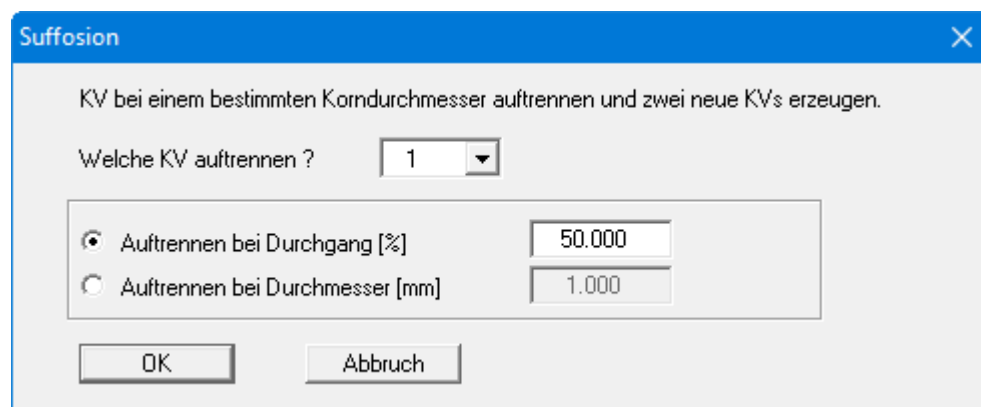 Suffosion
KV bei einem bestimmten Korndurchmesser auftrennen und zwei neue KVs erzeugen.
Welche KV auftrennen ? 1
Auftrennen bei Durchgang [%] 50.000
Auftrennen bei Durchmesser [mm] 1.000
OK Abbruch